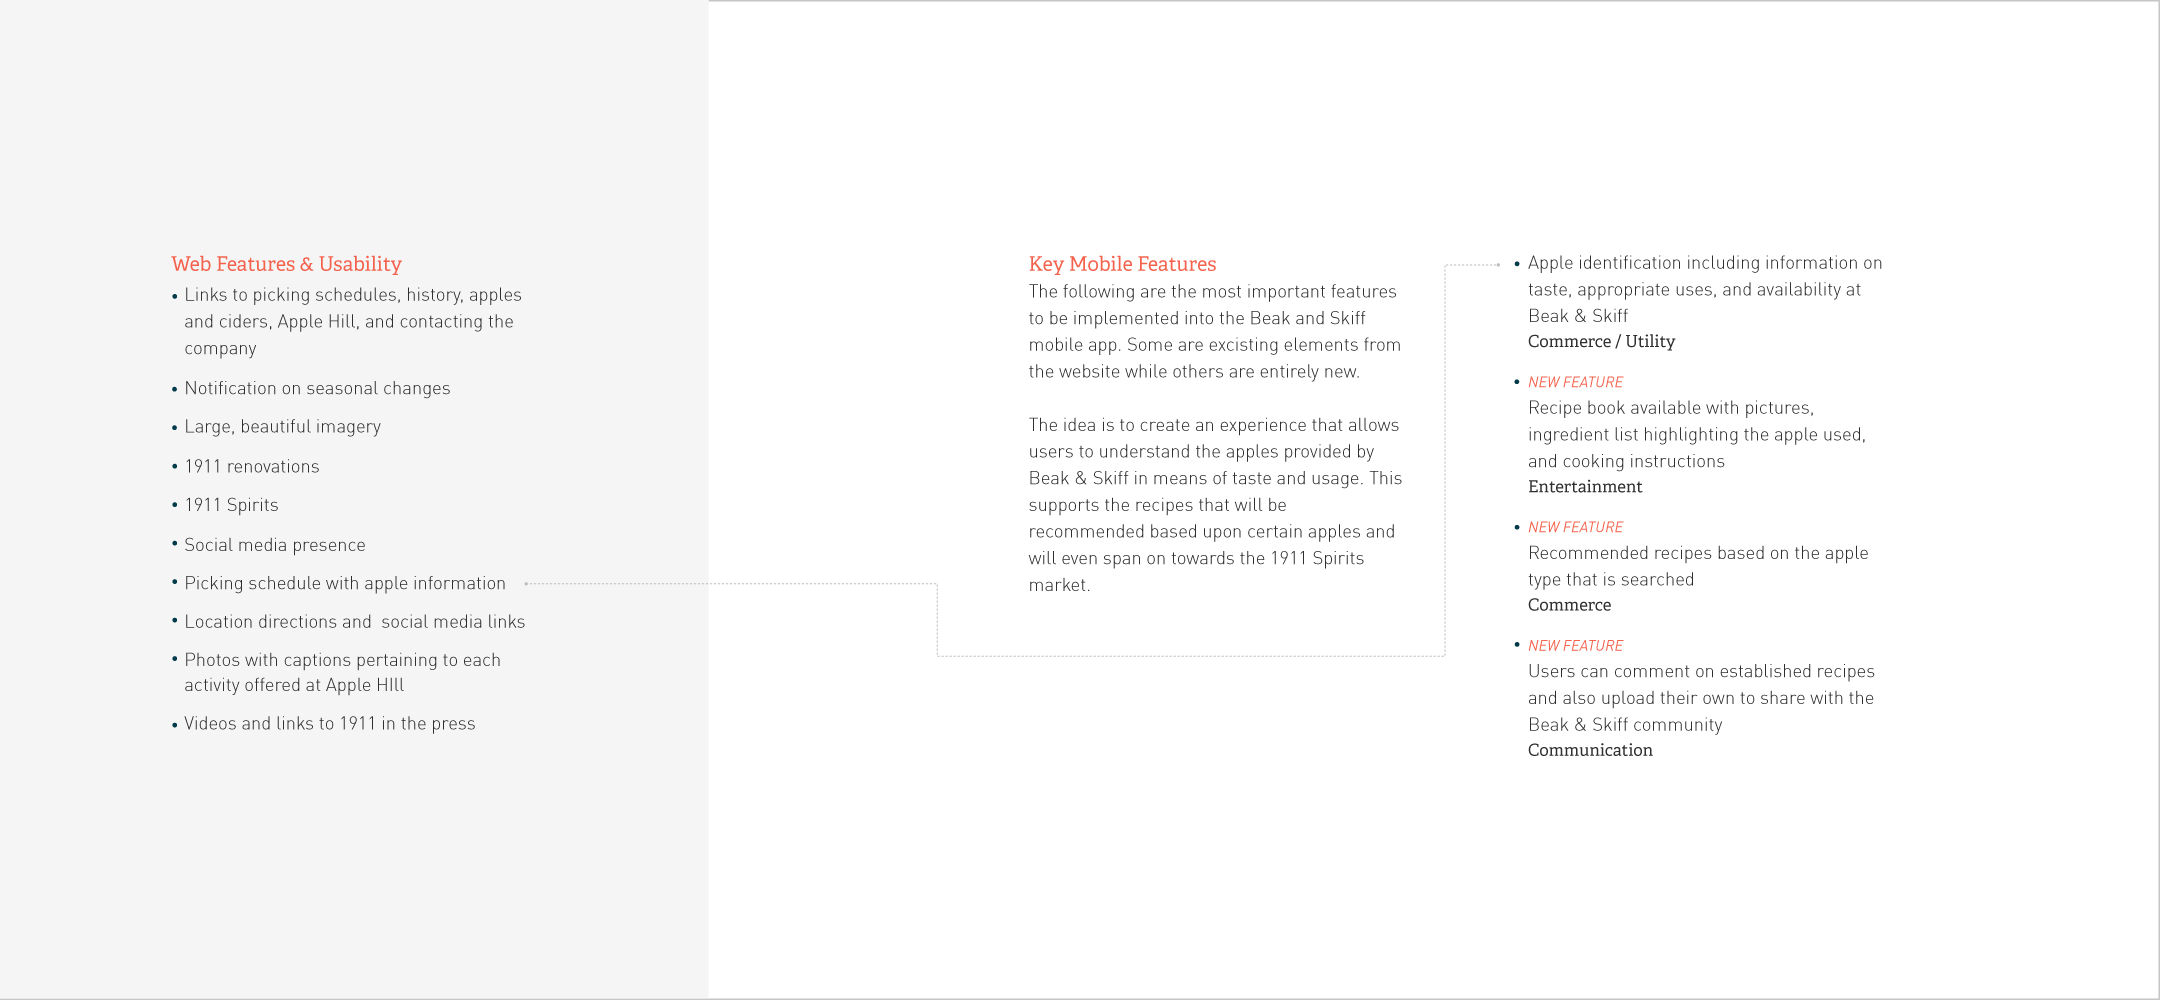 Web Features & Usability
• Links to picking schedules, history, apples
and ciders, Apple Hill, and contacting the
company
• Notification on seasonal changes
• Large, beautiful imagery
• 1911 renovations
• 1911 Spirits
• Social media presence
• Picking schedule with apple information
• Location directions and  social media links
• Photos with captions pertaining to each
activity offered at Apple HIll
• Videos and links to 1911 in the press
Key Mobile Features
The following are the most important features
to be implemented into the Beak and Skiff
mobile app. Some are excisting elements from
the website while others are entirely new.
The idea is to create an experience that allows
users to understand the apples provided by
Beak & Skiff in means of taste and usage. This
supports the recipes that will be
recommended based upon certain apples and
will even span on towards the 1911 Spirits
market.
• Apple identification including information on
taste, appropriate uses, and availability at
Beak & Skiff
Commerce / Utility
• NEW FEATURE
Recipe book available with pictures,
ingredient list highlighting the apple used,
and cooking instructions
Entertainment
• NEW FEATURE
Recommended recipes based on the apple
type that is searched
Commerce
• NEW FEATURE
Users can comment on established recipes
and also upload their own to share with the
Beak & Skiff community
Communication